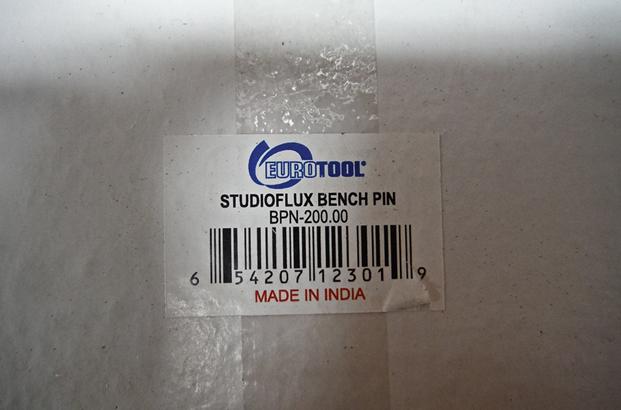 EUROTOOL®
STUDIOFLUX BENCH PIN
BPN-200.00
6 54207 12301 9
MADE IN INDIA